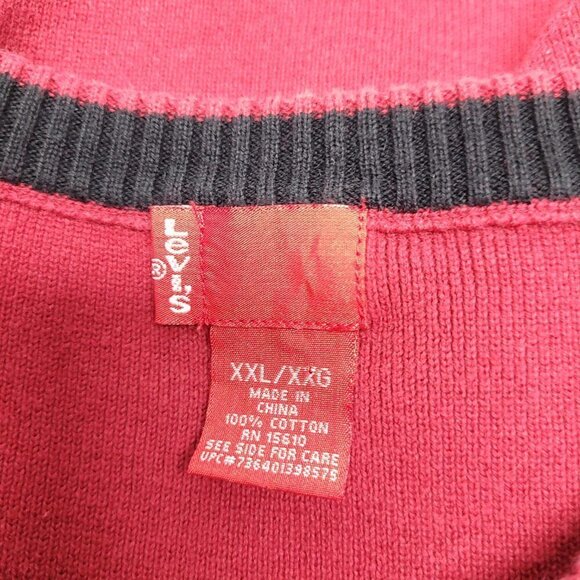 Levi's
®
XXL/XXG
MADE IN
CHINA
100% COTTON
RN 15610
SEE SIDE FOR CARE
UPC#736401398575